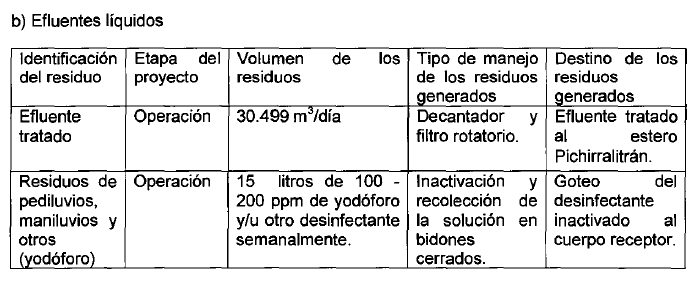 b) Efluentes líquidos
Identificación del residuo
Etapa del proyecto
Volumen de los residuos
Tipo de manejo de los residuos generados
Destino de los residuos generados
Efluente tratado
Operación
30.499 m³/día
Decantador y filtro rotatorio.
Efluente tratado al estero Pichirralitrán.
Residuos de pediluvios, maniluvios y otros (yodóforo)
Operación
15 litros de 100 - 200 ppm de yodóforo y/u otro desinfectante semanalmente.
Inactivación y recolección de la solución en bidones cerrados.
Goteo del desinfectante inactivado al cuerpo receptor.